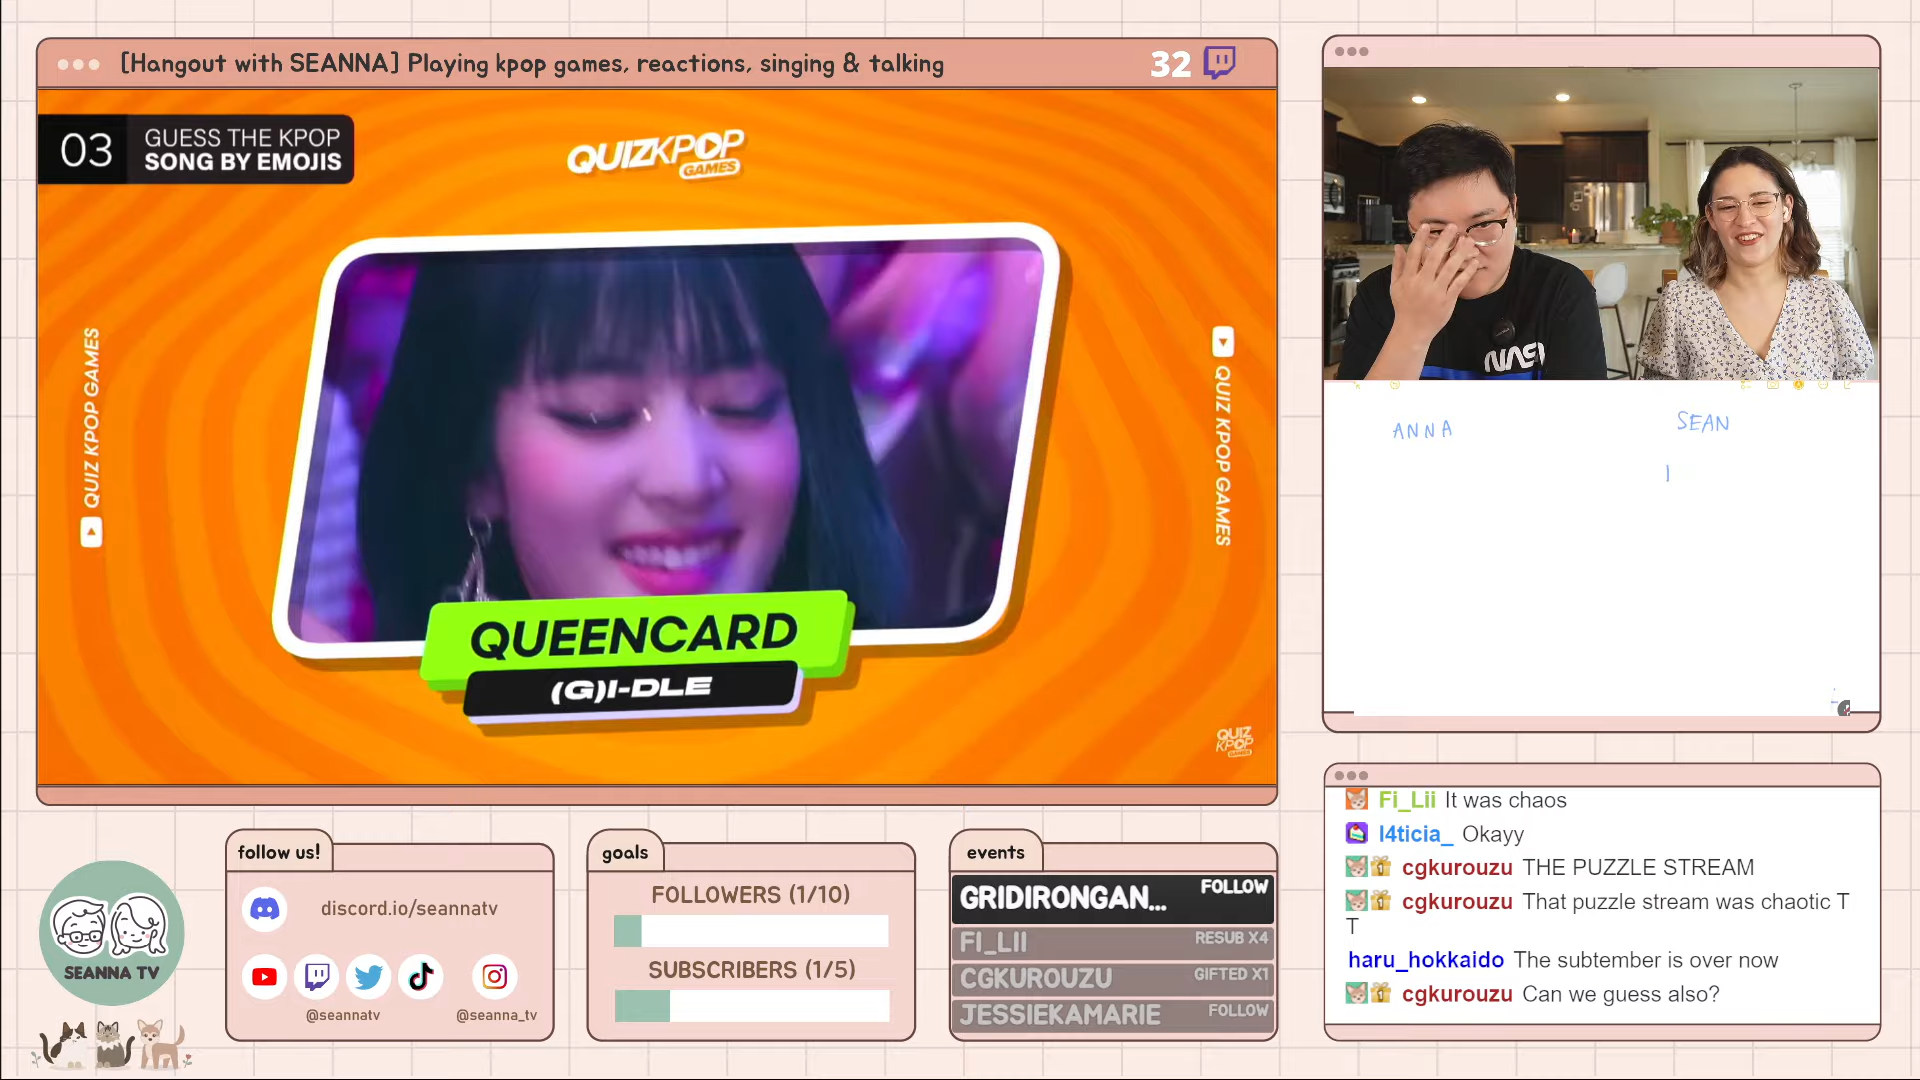 [Hangout with SEANNA] Playing kpop games, reactions, singing & talking
32
03
GUESS THE KPOP
SONG BY EMOJIS
QUIZKPOP
GAMES
QUIZ KPOP GAMES
QUIZ KPOP GAMES
QUEENCARD
(G)I-DLE
QUIZ
KPOP
GAMES
NASA
ANNA
SEAN
1
Fi_Lii It was chaos
l4ticia_ Okayy
cgkurouzu THE PUZZLE STREAM
cgkurouzu That puzzle stream was chaotic T
T
haru_hokkaido The subtember is over now
cgkurouzu Can we guess also?
SEANNA TV
follow us!
discord.io/seannatv
@seannatv
@seanna_tv
goals
FOLLOWERS (1/10)
SUBSCRIBERS (1/5)
events
GRIDIRONGAN... FOLLOW
FI_LII RESUB X4
CGKUROUZU GIFTED X1
JESSIEKAMARIE FOLLOW